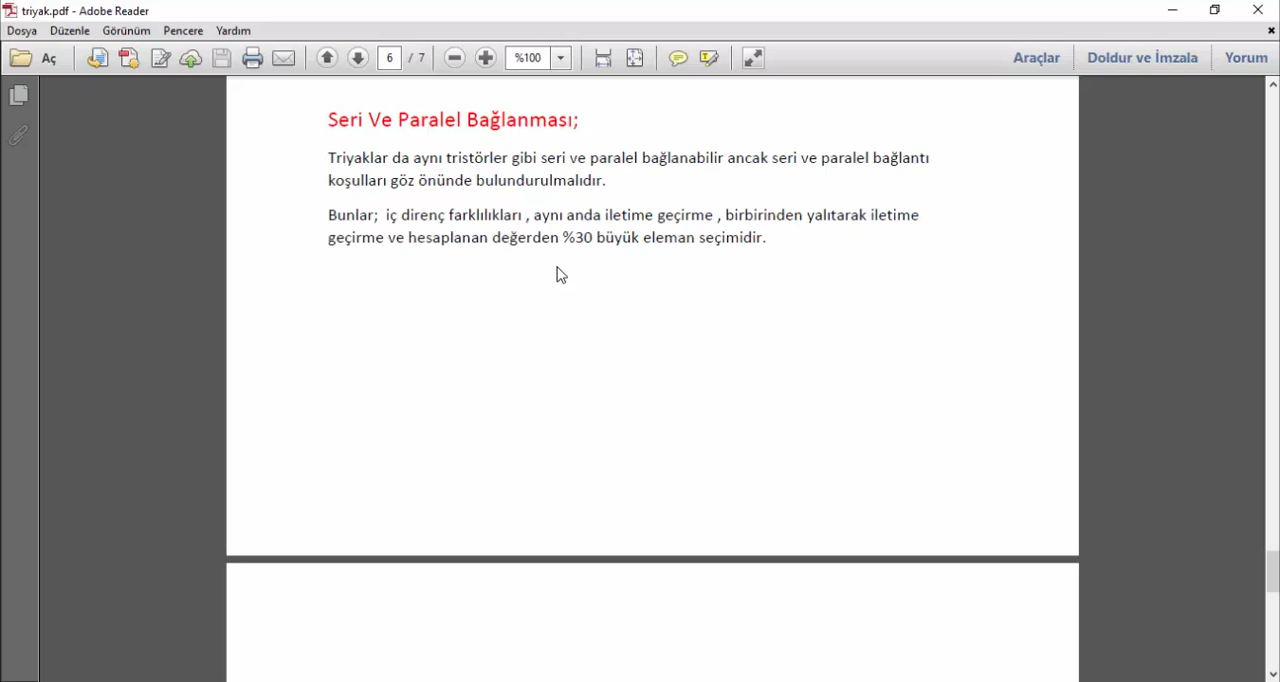 triyak.pdf - Adobe Reader
Dosya Düzenle Görünüm Pencere Yardım
Aç 6 / 7 %100 Araçlar Doldur ve İmzala Yorum
Seri Ve Paralel Bağlanması;
Triyaklar da aynı tristörler gibi seri ve paralel bağlanabilir ancak seri ve paralel bağlantı
koşulları göz önünde bulundurulmalıdır.
Bunlar; iç direnç farklılıkları , aynı anda iletime geçirme , birbirinden yalıtarak iletime
geçirme ve hesaplanan değerden %30 büyük eleman seçimidir.